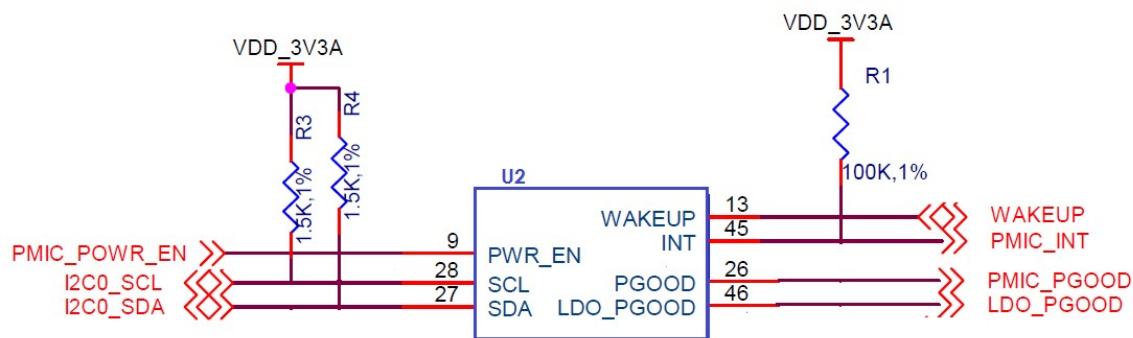 VDD_3V3A
R3
1.5K,1%
R4
1.5K,1%
VDD_3V3A
R1
100K,1%
U2
PMIC_POWR_EN
9
PWR_EN
I2C0_SCL
28
SCL
I2C0_SDA
27
SDA
WAKEUP
13
WAKEUP
INT
45
PMIC_INT
PGOOD
26
PMIC_PGOOD
LDO_PGOOD
46
LDO_PGOOD